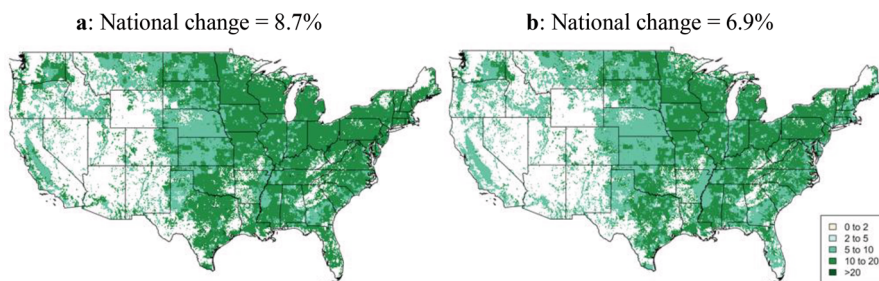 a: National change = 8.7%
b: National change = 6.9%
0 to 2
2 to 5
5 to 10
10 to 20
>20